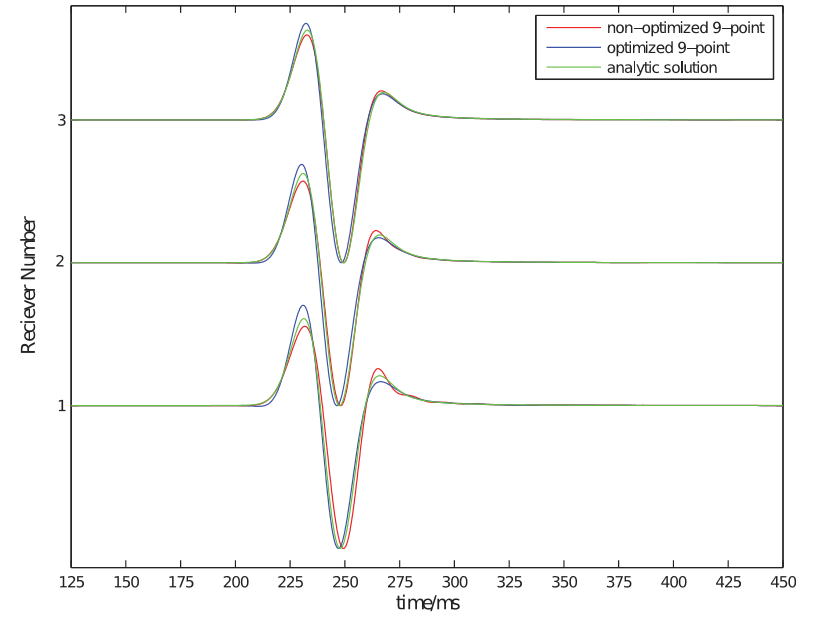 non−optimized 9−point
optimized 9−point
analytic solution
3
2
1
Reciever Number
125 150 175 200 225 250 275 300 325 350 375 400 425 450
time/ms